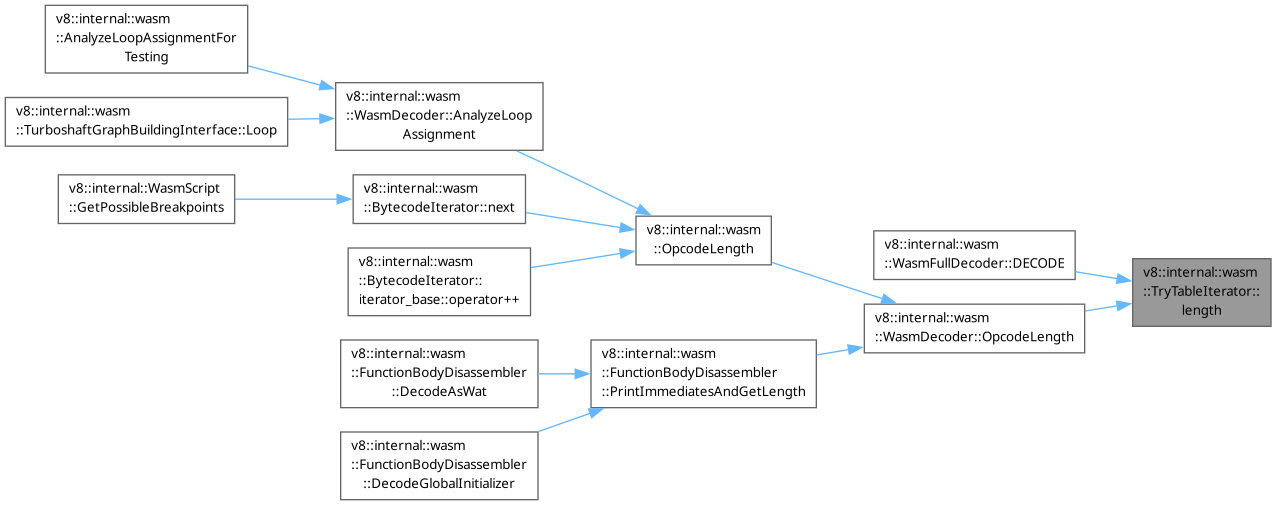 v8::internal::wasm
::AnalyzeLoopAssignmentFor
Testing
v8::internal::wasm
::TurboshaftGraphBuildingInterface::Loop
v8::internal::WasmScript
::GetPossibleBreakpoints
v8::internal::wasm
::WasmDecoder::AnalyzeLoop
Assignment
v8::internal::wasm
::BytecodeIterator::next
v8::internal::wasm
::BytecodeIterator::
iterator_base::operator++
v8::internal::wasm
::FunctionBodyDisassembler
::DecodeAsWat
v8::internal::wasm
::FunctionBodyDisassembler
::DecodeGlobalInitializer
v8::internal::wasm
::OpcodeLength
v8::internal::wasm
::FunctionBodyDisassembler
::PrintImmediatesAndGetLength
v8::internal::wasm
::WasmFullDecoder::DECODE
v8::internal::wasm
::WasmDecoder::OpcodeLength
v8::internal::wasm
::TryTableIterator::
length